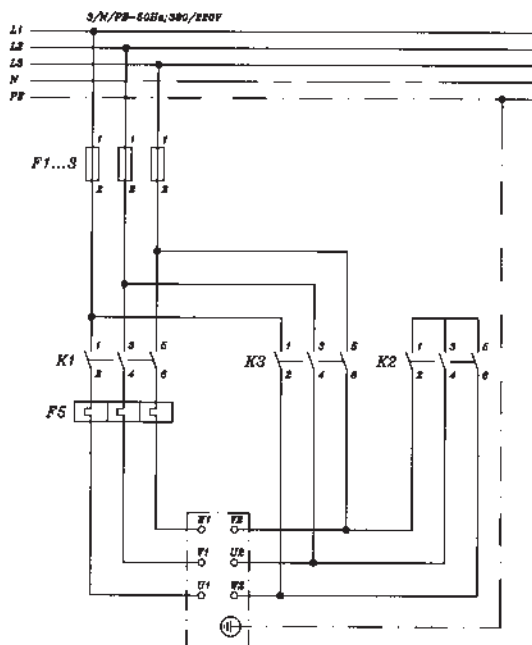 3/N/PE-50Hz;380/220V
L1
L2
L3
N
PE
1 1 1
F1...3
2 2 2
1 3 5 1 3 5 1 3 5
K1 K3 K2
2 4 6 2 4 6 2 4 6
F5
W1 V2
V1 U2
U1 W2